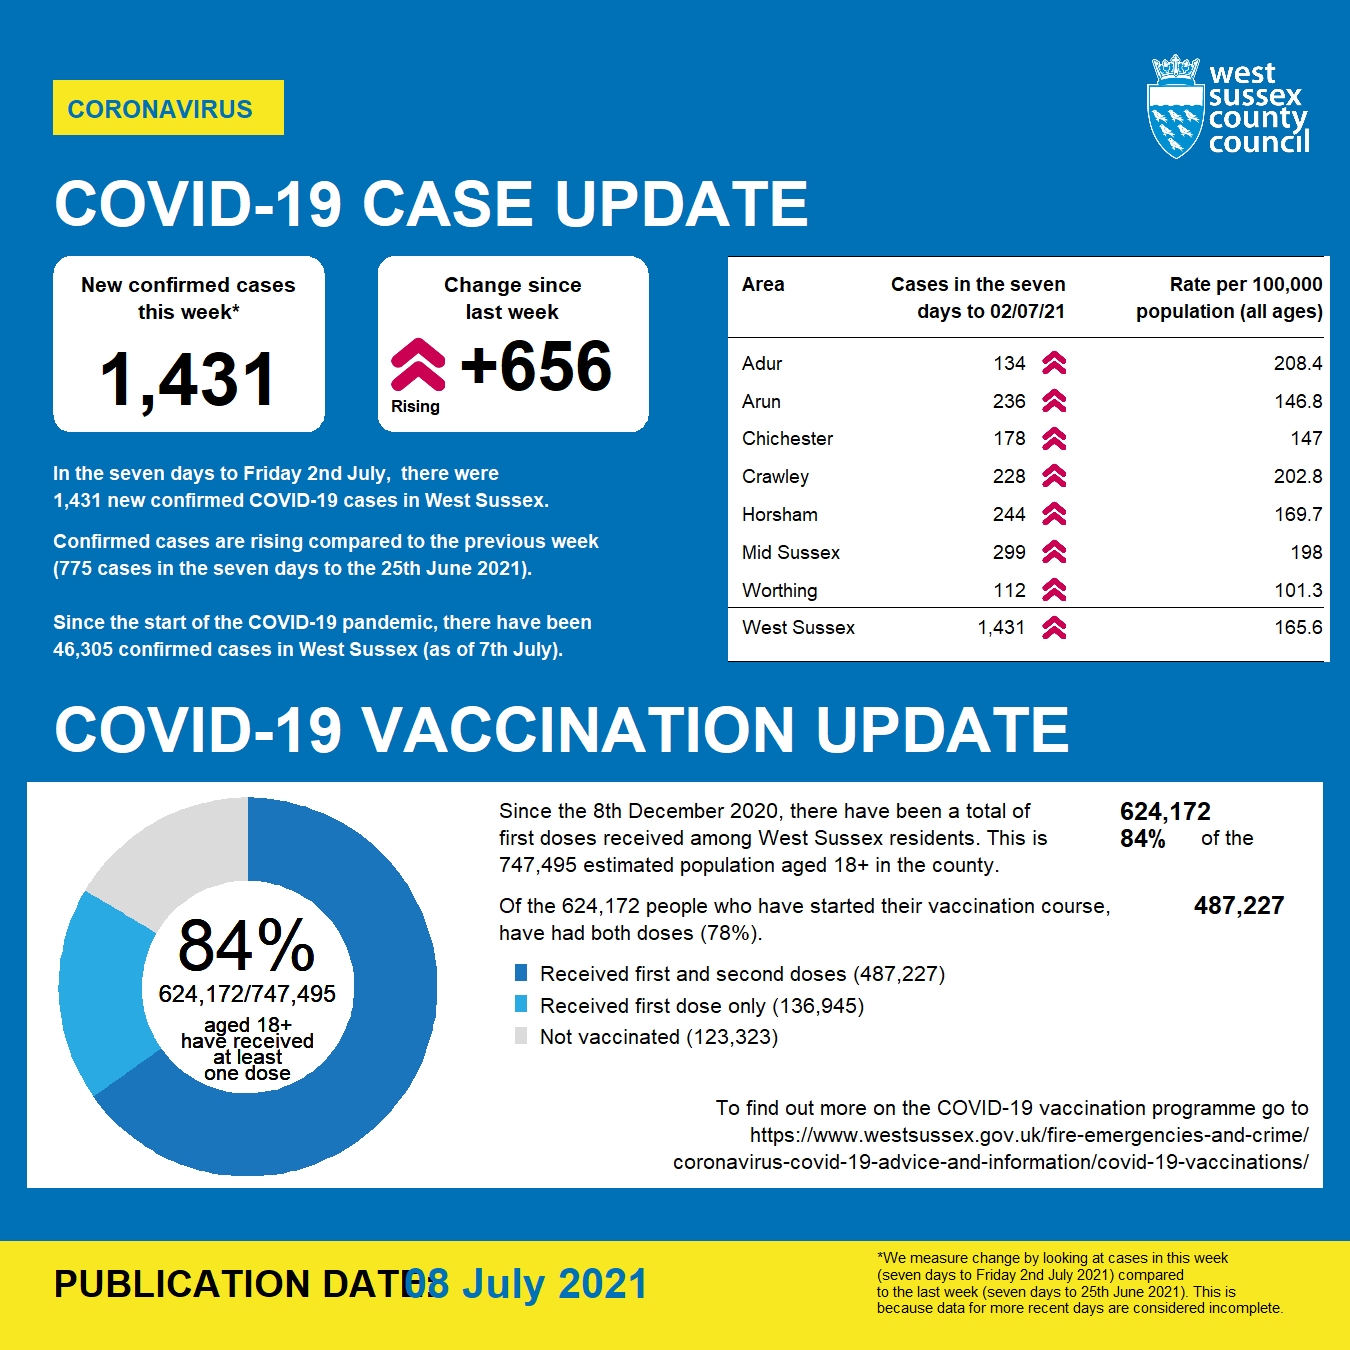 CORONAVIRUS
west
sussex
county
council
COVID-19 CASE UPDATE
New confirmed cases
this week*
1,431
Change since
last week
+656
Rising
In the seven days to Friday 2nd July, there were
1,431 new confirmed COVID-19 cases in West Sussex.
Confirmed cases are rising compared to the previous week
(775 cases in the seven days to the 25th June 2021).
Since the start of the COVID-19 pandemic, there have been
46,305 confirmed cases in West Sussex (as of 7th July).
Area Cases in the seven days to 02/07/21 Rate per 100,000 population (all ages)
Adur 134 208.4
Arun 236 146.8
Chichester 178 147
Crawley 228 202.8
Horsham 244 169.7
Mid Sussex 299 198
Worthing 112 101.3
West Sussex 1,431 165.6
COVID-19 VACCINATION UPDATE
84%
624,172/747,495
aged 18+
have received
at least
one dose
Since the 8th December 2020, there have been a total of 624,172
first doses received among West Sussex residents. This is 84% of the
747,495 estimated population aged 18+ in the county.
Of the 624,172 people who have started their vaccination course, 487,227
have had both doses (78%).
Received first and second doses (487,227)
Received first dose only (136,945)
Not vaccinated (123,323)
To find out more on the COVID-19 vaccination programme go to
https://www.westsussex.gov.uk/fire-emergencies-and-crime/
coronavirus-covid-19-advice-and-information/covid-19-vaccinations/
PUBLICATION DATE: 08 July 2021
*We measure change by looking at cases in this week
(seven days to Friday 2nd July 2021) compared
to the last week (seven days to 25th June 2021). This is
because data for more recent days are considered incomplete.